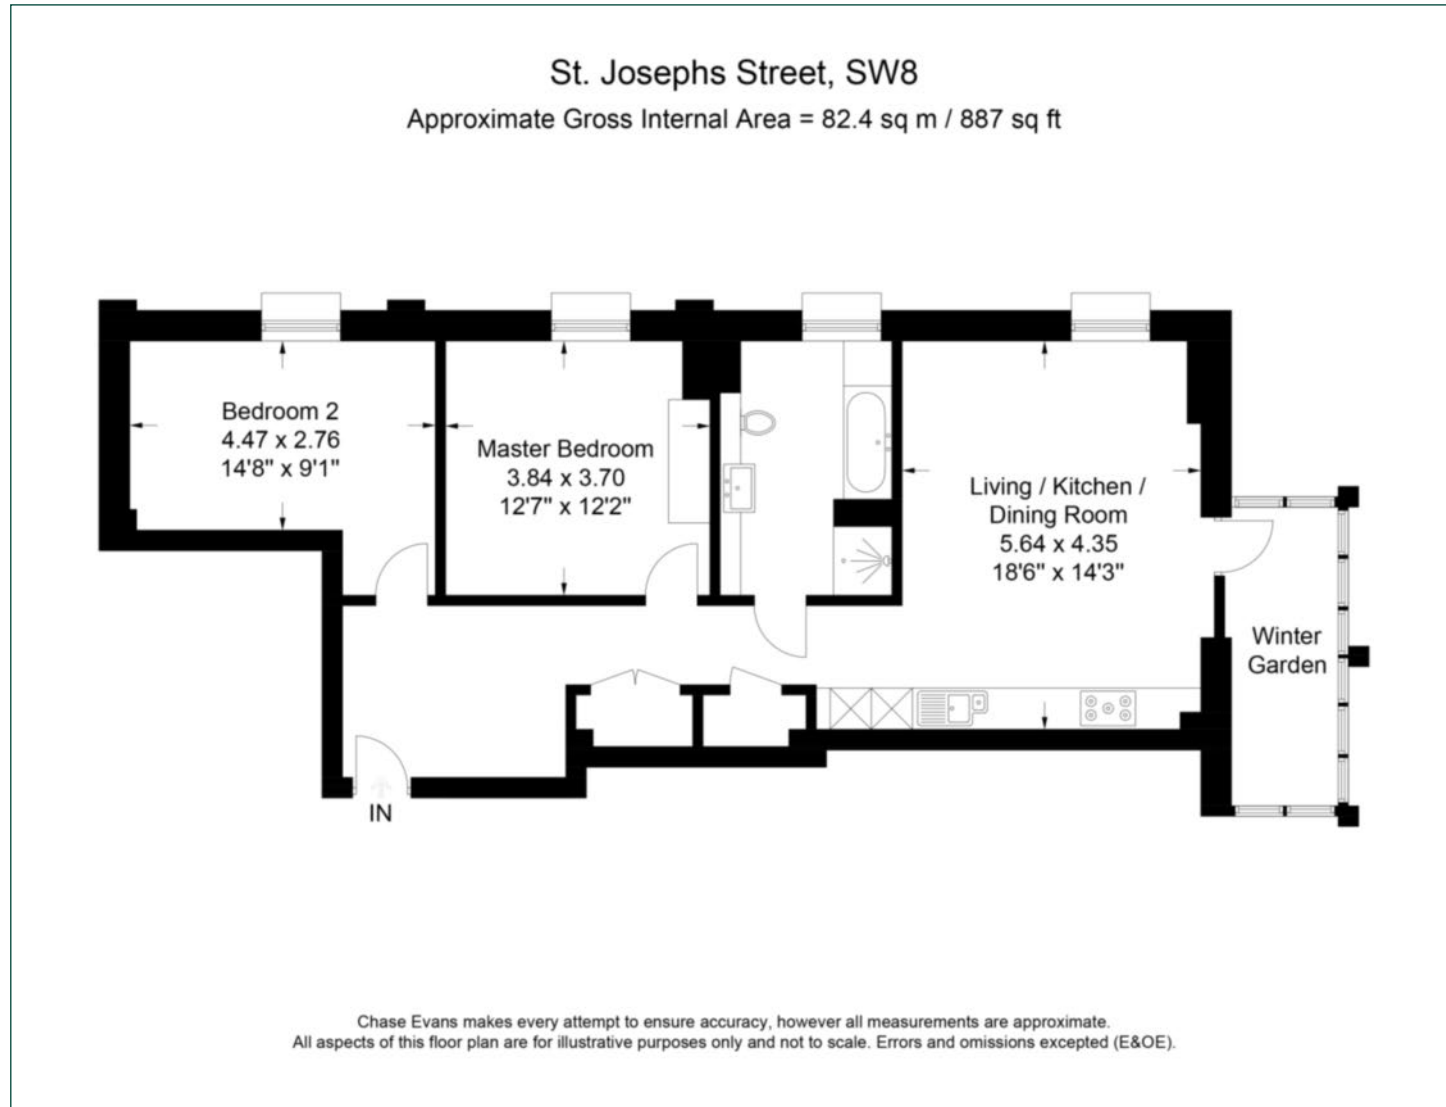 St. Josephs Street, SW8
Approximate Gross Internal Area = 82.4 sq m / 887 sq ft
Bedroom 2
4.47 x 2.76
14'8" x 9'1"
Master Bedroom
3.84 x 3.70
12'7" x 12'2"
Living / Kitchen /
Dining Room
5.64 x 4.35
18'6" x 14'3"
Winter
Garden
IN
Chase Evans makes every attempt to ensure accuracy, however all measurements are approximate.
All aspects of this floor plan are for illustrative purposes only and not to scale. Errors and omissions excepted (E&OE).